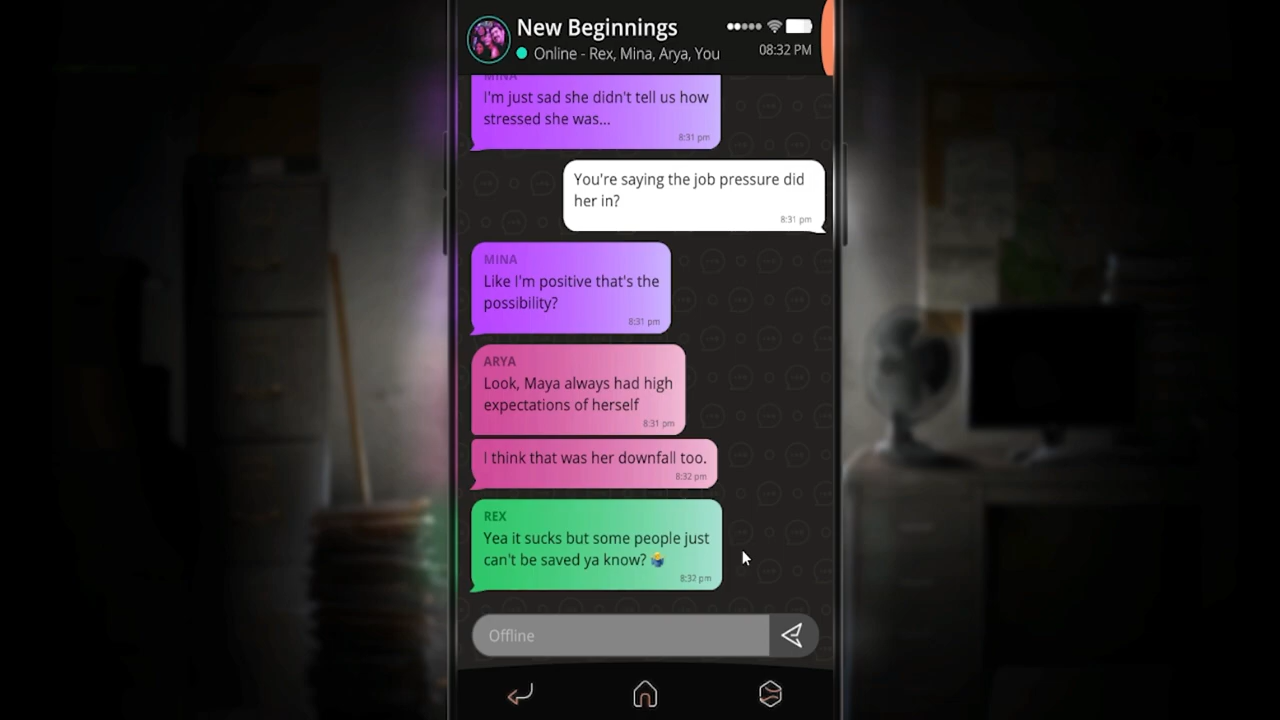 New Beginnings
Online - Rex, Mina, Arya, You
08:32 PM
MINA
I'm just sad she didn't tell us how
stressed she was...
8:31 pm
You're saying the job pressure did
her in?
8:31 pm
MINA
Like I'm positive that's the
possibility?
8:31 pm
ARYA
Look, Maya always had high
expectations of herself
8:31 pm
I think that was her downfall too.
8:32 pm
REX
Yea it sucks but some people just
can't be saved ya know?
8:32 pm
Offline